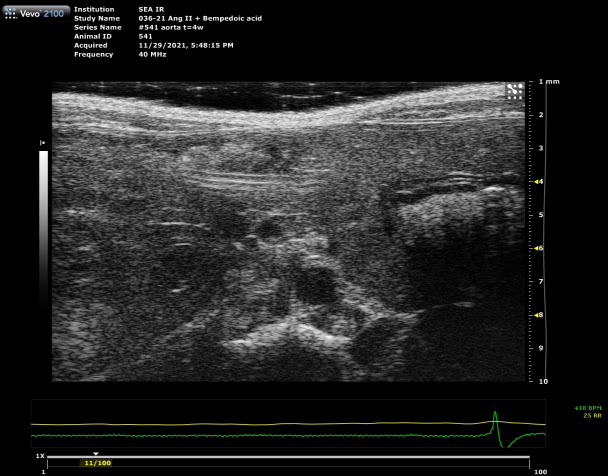 Vevo 2100
Institution SEA IR
Study Name 036-21 Ang II + Bempedoic acid
Series Name #541 aorta t=4w
Animal ID 541
Acquired 11/29/2021, 5:48:15 PM
Frequency 40 MHz
1 mm
2
3
4
5
6
7
8
9
10
418 BPM
25 RR
1X
11/100
1
100